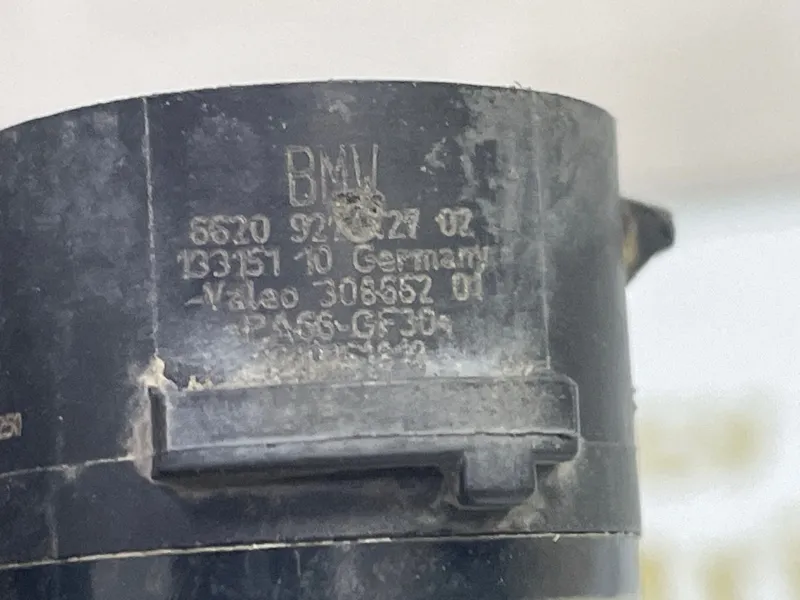 BMW
6620 02
133151 10 Germany
Valeo 308662 01
PA66-GF30